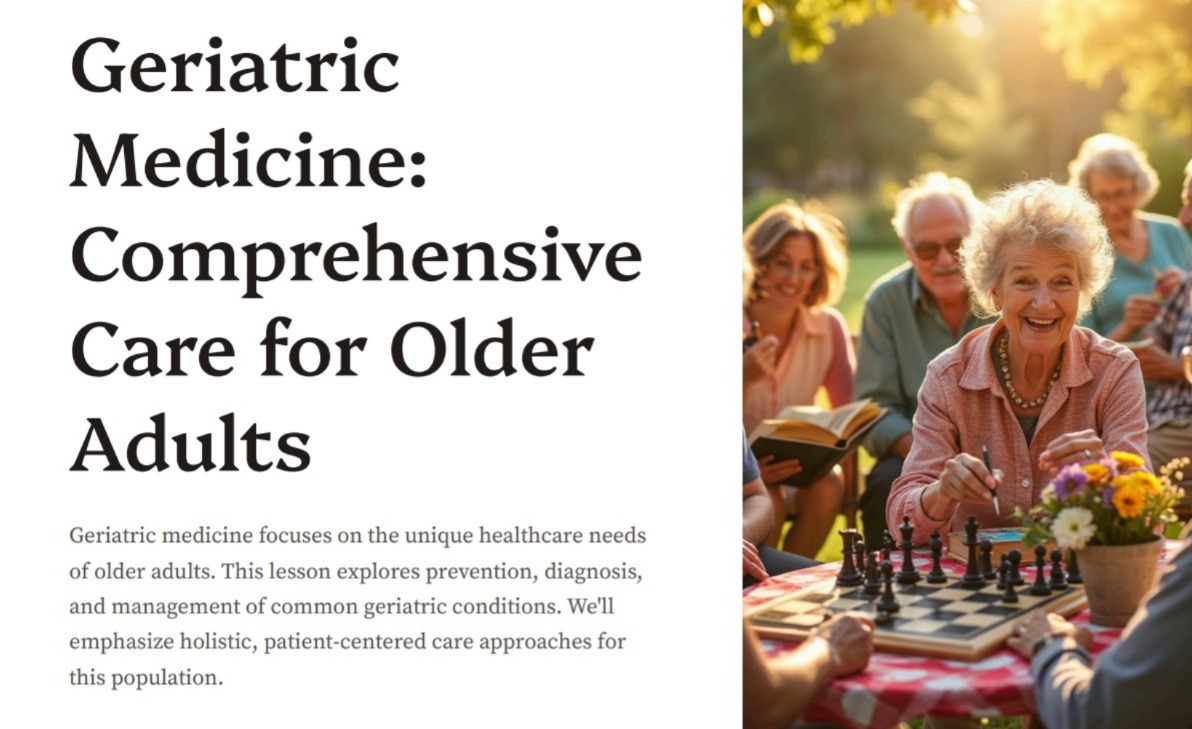 Geriatric
Medicine:
Comprehensive
Care for Older
Adults
Geriatric medicine focuses on the unique healthcare needs
of older adults. This lesson explores prevention, diagnosis,
and management of common geriatric conditions. We'll
emphasize holistic, patient-centered care approaches for
this population.